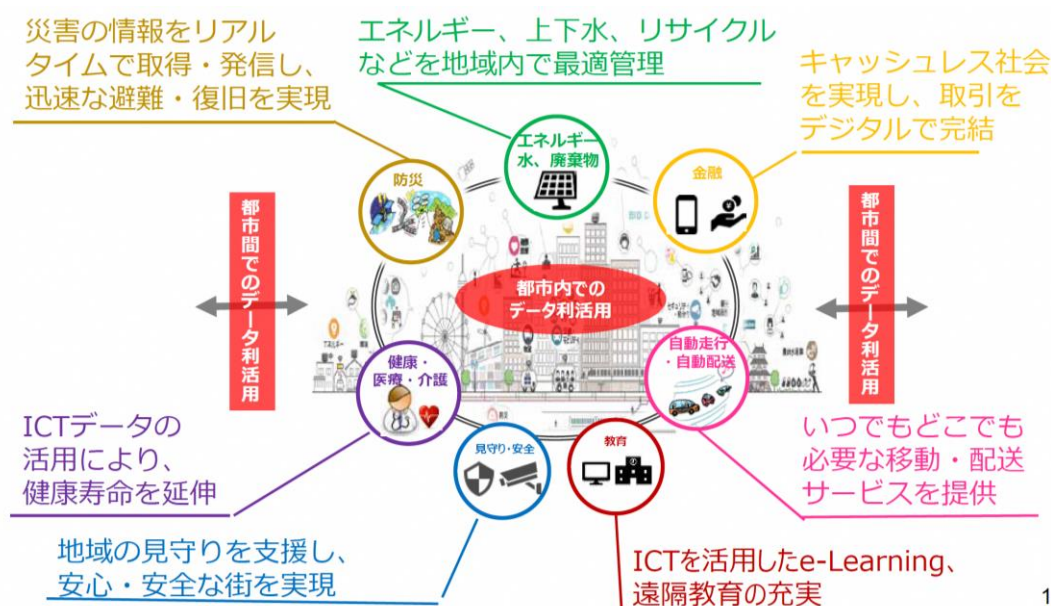 災害の情報をリアル
タイムで取得・発信し、
迅速な避難・復旧を実現
エネルギー、上下水、リサイクル
などを地域内で最適管理
キャッシュレス社会
を実現し、取引を
デジタルで完結
エネルギー
水、廃棄物
防災
金融
都市間でのデータ利活用
都市内での
データ利活用
都市間でのデータ利活用
健康・
医療・介護
自動走行
・自動配送
見守り・安全
教育
ICTデータの
活用により、
健康寿命を延伸
いつでもどこでも
必要な移動・配送
サービスを提供
地域の見守りを支援し、
安心・安全な街を実現
ICTを活用したe-Learning、
遠隔教育の充実
1